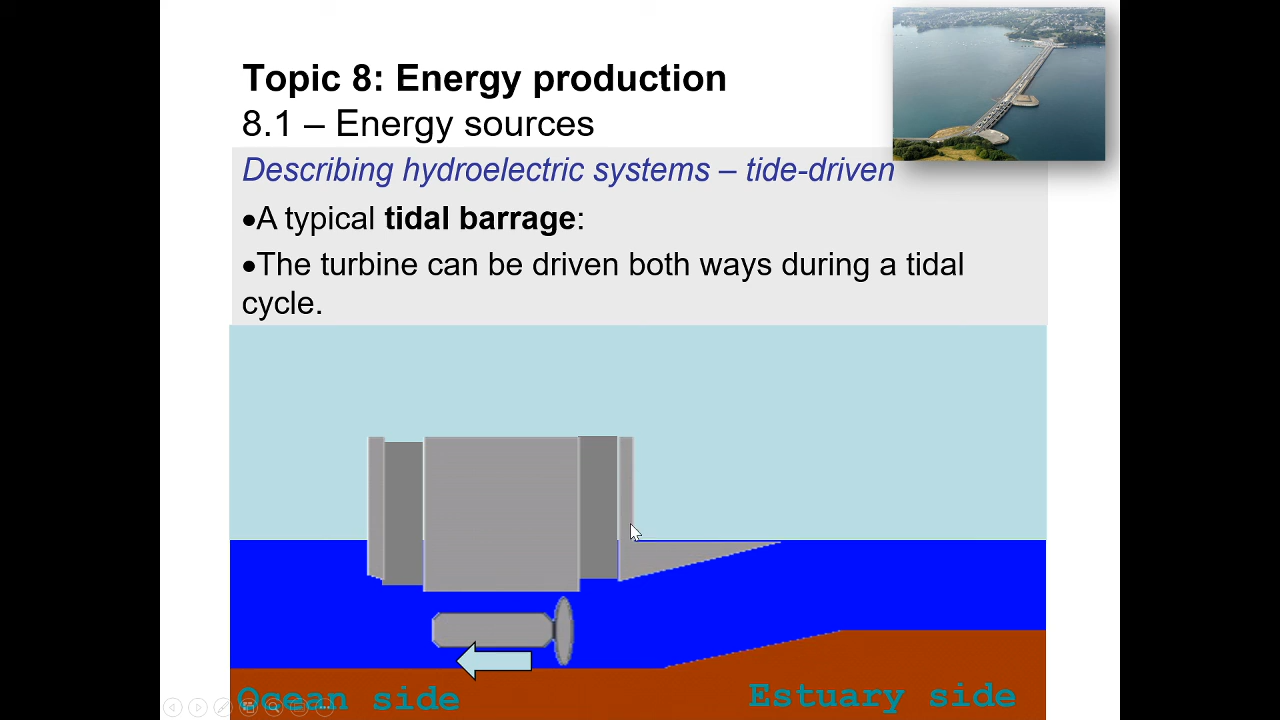 Topic 8: Energy production
8.1 – Energy sources
Describing hydroelectric systems – tide-driven
●A typical tidal barrage:
●The turbine can be driven both ways during a tidal
cycle.
Ocean side
Estuary side